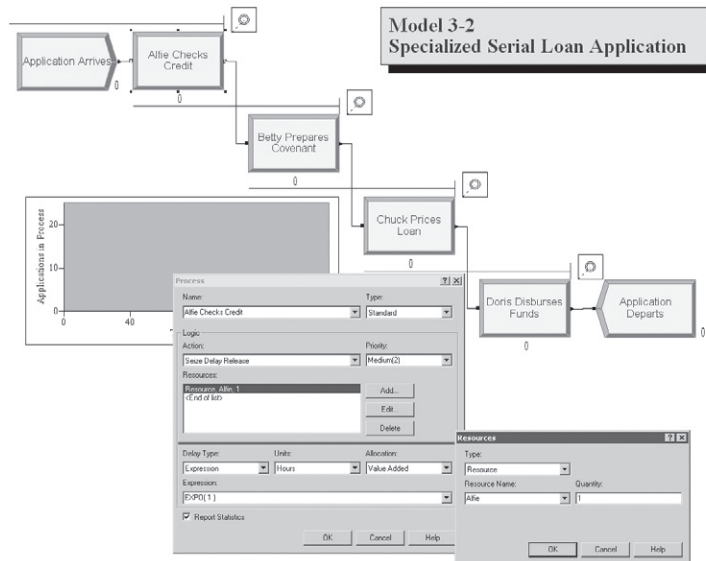 Model 3-2
Specialized Serial Loan Application
Application Arrives
0
Alfie Checks
Credit
0
Betty Prepares
Covenant
0
Chuck Prices
Loan
0
Doris Disburses
Funds
0
Application
Departs
0
Applications in Process
20
10
0
0
40
Process
Name:
Type:
Alfie Checks Credit
Standard
Logic
Action:
Priority:
Seize Delay Release
Medium(2)
Resources:
Resource, Alfie, 1
<End of list>
Add...
Edit...
Delete
Delay Type:
Units:
Allocation:
Expression
Hours
Value Added
Expression:
EXPO( 1 )
Report Statistics
OK
Cancel
Help
Resources
Type:
Resource
Resource Name:
Quantity:
Alfie
1
OK
Cancel
Help